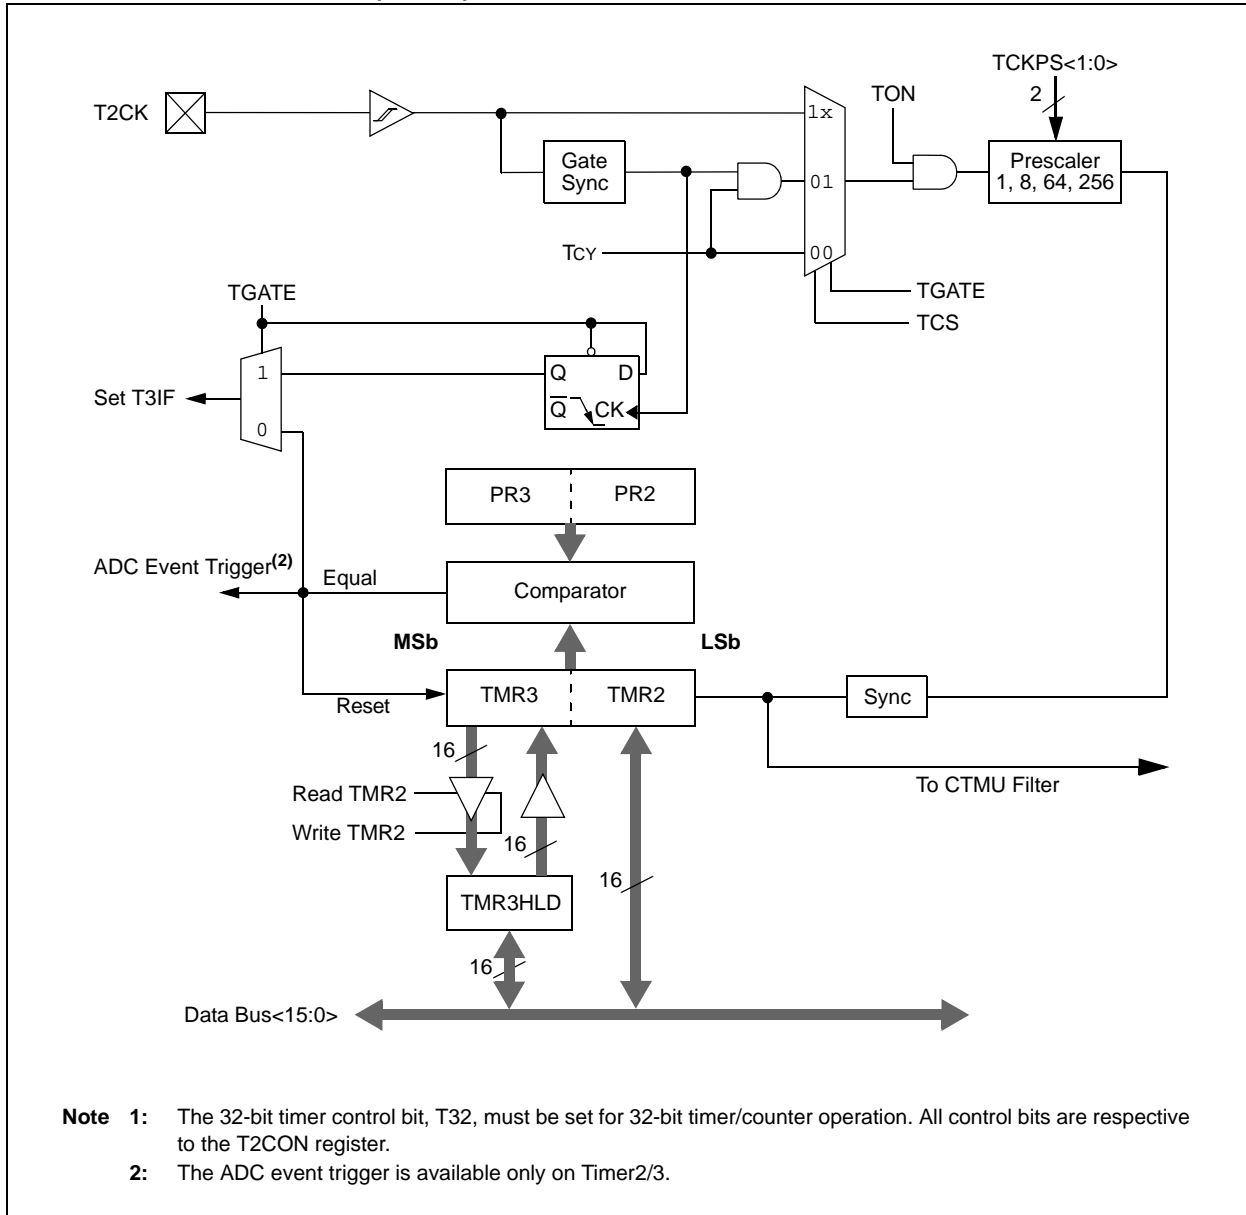 TCKPS<1:0>
2
TON
T2CK
1x
Gate
Sync
Prescaler
1, 8, 64, 256
01
TCY
00
TGATE
TCS
TGATE
1
Q
D
Set T3IF
Q
CK
0
PR3
PR2
ADC Event Trigger(2)
Equal
Comparator
MSb
LSb
TMR3
TMR2
Sync
Reset
16
Read TMR2
To CTMU Filter
Write TMR2
16
16
TMR3HLD
16
Data Bus<15:0>
Note 1: The 32-bit timer control bit, T32, must be set for 32-bit timer/counter operation. All control bits are respective
to the T2CON register.
2: The ADC event trigger is available only on Timer2/3.